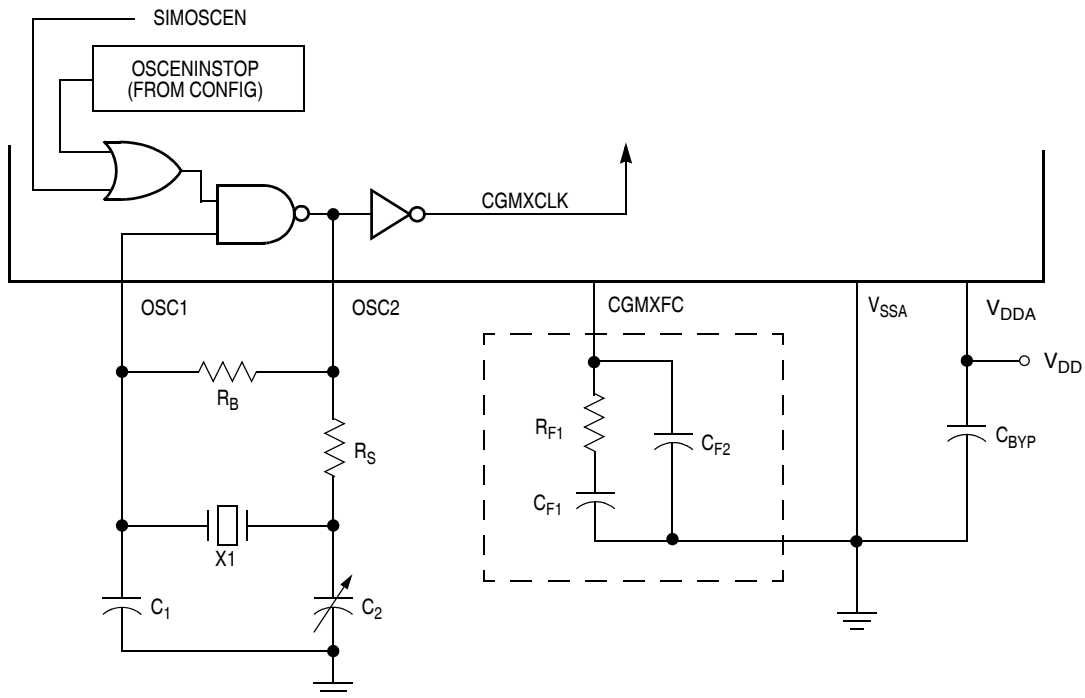 SIMOSCEN
OSCENINSTOP
(FROM CONFIG)
CGMXCLK
OSC1
OSC2
CGMXFC
VSSA
VDDA
VDD
RB
RS
RF1
CF2
CBYP
CF1
X1
C1
C2